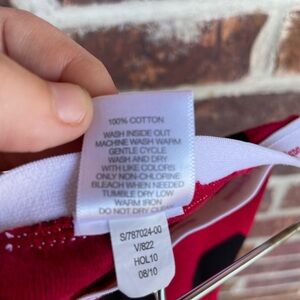 100% COTTON
WASH INSIDE OUT
MACHINE WASH WARM
GENTLE CYCLE
WASH AND DRY
WITH LIKE COLORS
ONLY NON-CHLORINE
BLEACH WHEN NEEDED
TUMBLE DRY LOW
WARM IRON
DO NOT DRY CLEAN
S/787024-00
V/822
HOL10
08/10